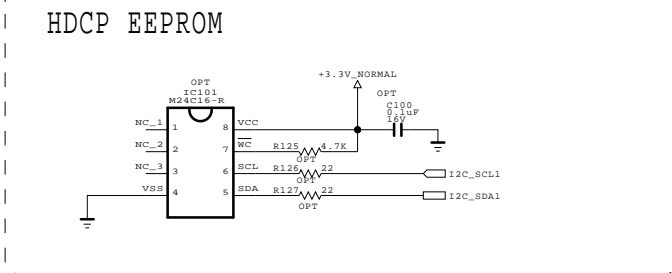 HDCP EEPROM
+3.3V_NORMAL
OPT
IC101
M24C16-R
OPT
C100
0.1uF
16V
NC_1
1
8
VCC
NC_2
2
7
WC
R125
4.7K
OPT
NC_3
3
6
SCL
R126
22
OPT
I2C_SCL1
VSS
4
5
SDA
R127
22
OPT
I2C_SDA1